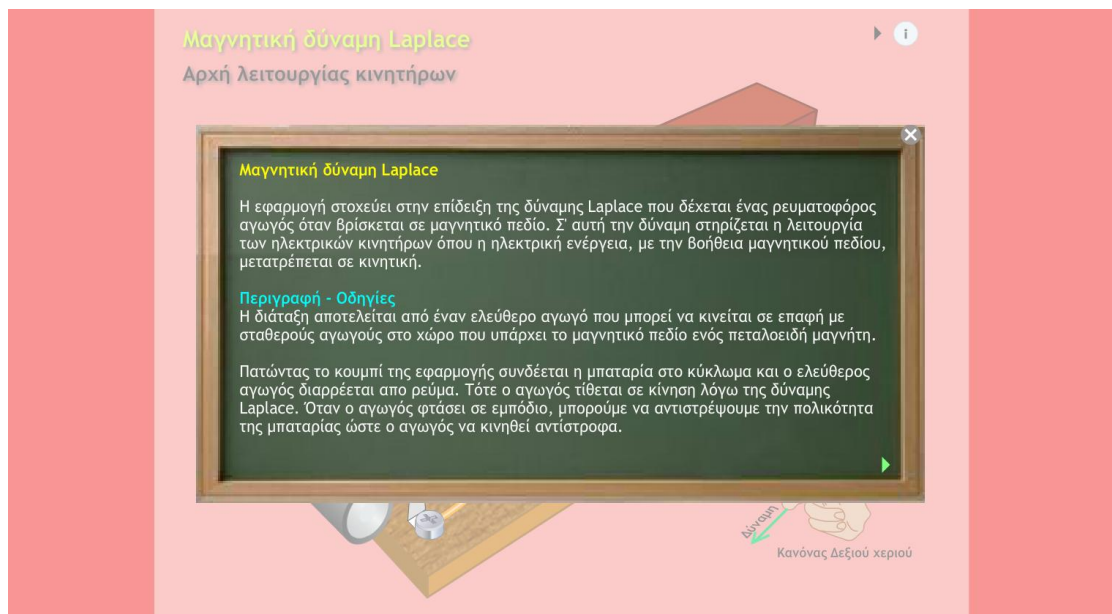 Μαγνητική δύναμη Laplace
Αρχή λειτουργίας κινητήρων
Μαγνητική δύναμη Laplace
Η εφαρμογή στοχεύει στην επίδειξη της δύναμης Laplace που δέχεται ένας ρευματοφόρος
αγωγός όταν βρίσκεται σε μαγνητικό πεδίο. Σ' αυτή την δύναμη στηρίζεται η λειτουργία
των ηλεκτρικών κινητήρων όπου η ηλεκτρική ενέργεια, με την βοήθεια μαγνητικού πεδίου,
μετατρέπεται σε κινητική.
Περιγραφή - Οδηγίες
Η διάταξη αποτελείται από έναν ελεύθερο αγωγό που μπορεί να κινείται σε επαφή με
σταθερούς αγωγούς στο χώρο που υπάρχει το μαγνητικό πεδίο ενός πεταλοειδή μαγνήτη.
Πατώντας το κουμπί της εφαρμογής συνδέεται η μπαταρία στο κύκλωμα και ο ελεύθερος
αγωγός διαρρέεται απο ρεύμα. Τότε ο αγωγός τίθεται σε κίνηση λόγω της δύναμης
Laplace. Όταν ο αγωγός φτάσει σε εμπόδιο, μπορούμε να αντιστρέψουμε την πολικότητα
της μπαταρίας ώστε ο αγωγός να κινηθεί αντίστροφα.
Δύναμη
Κανόνας Δεξιού χεριού